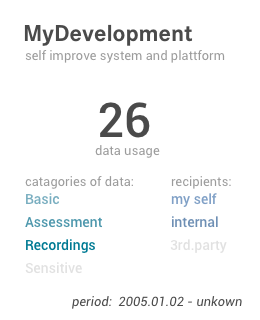 MyDevelopment
self improve system and plattform
26
data usage
catagories of data:
Basic
Assessment
Recordings
Sensitive
recipients:
my self
internal
3rd.party
period: 2005.01.02 - unkown